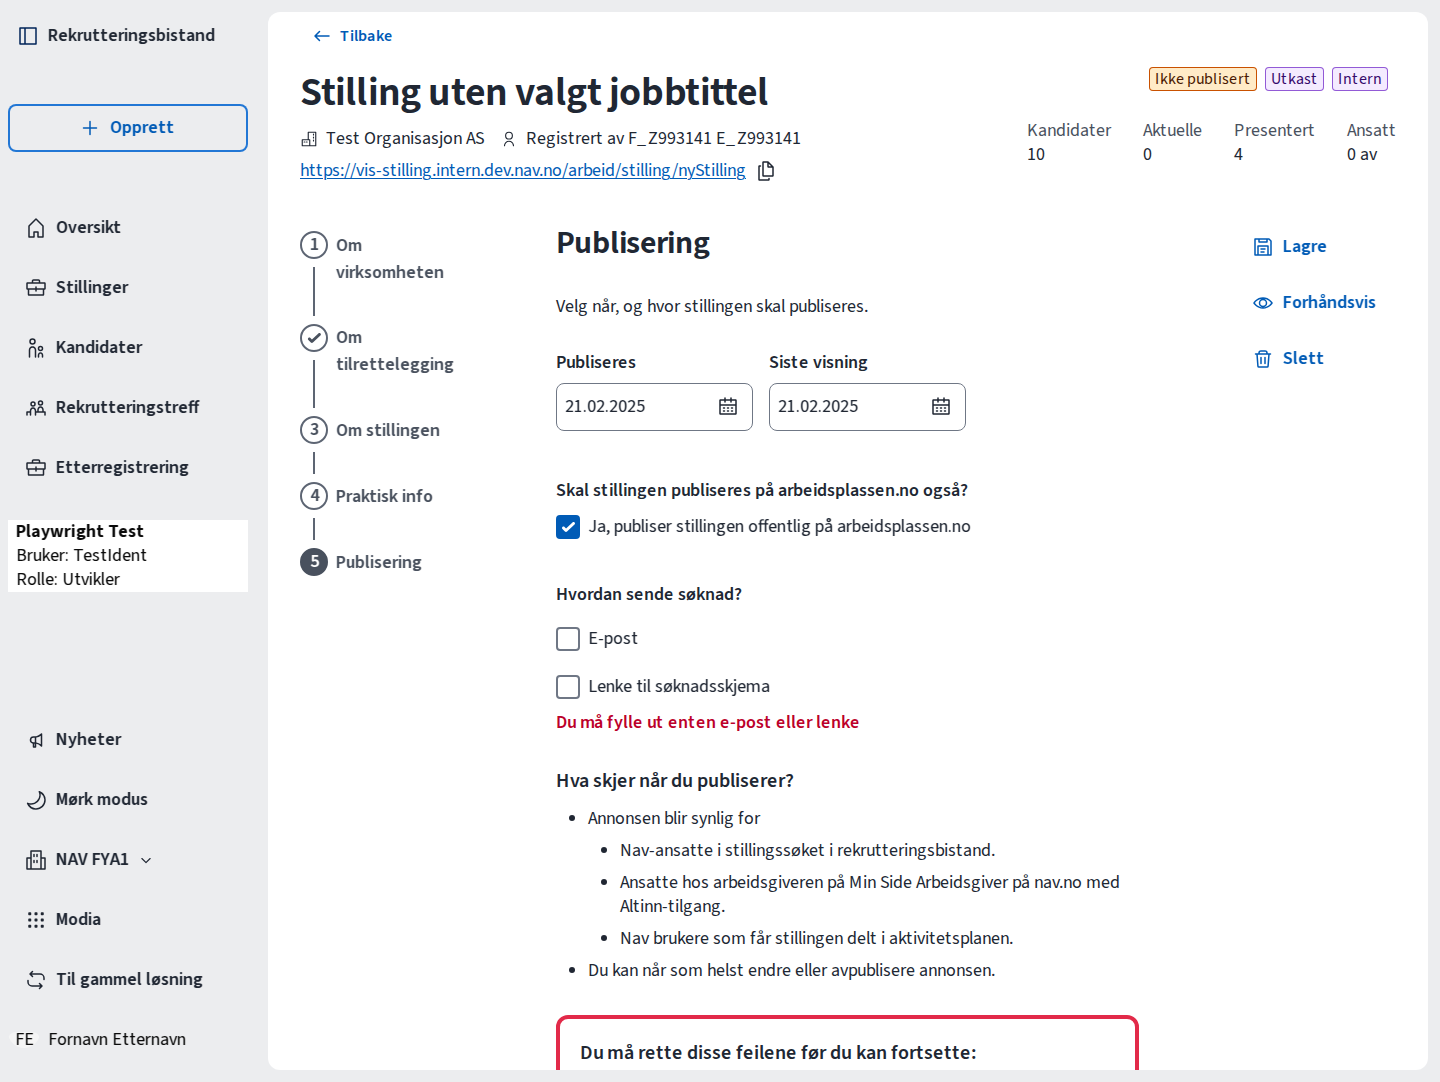 Rekrutteringsbistand
Opprett
Oversikt
Stillinger
Kandidater
Rekrutteringstreff
Etterregistrering
Playwright Test
Bruker: TestIdent
Rolle: Utvikler
Nyheter
Mørk modus
NAV FYA1
Modia
Til gammel løsning
FE Fornavn Etternavn
Tilbake
Stilling uten valgt jobbtittel
Ikke publisert Utkast Intern
Test Organisasjon AS Registrert av F_Z993141 E_Z993141
https://vis-stilling.intern.dev.nav.no/arbeid/stilling/nyStilling
Kandidater Aktuelle Presentert Ansatt
10 0 4 0 av
1 Om
virksomheten
Om
tilrettelegging
3 Om stillingen
4 Praktisk info
5 Publisering
Publisering
Velg når, og hvor stillingen skal publiseres.
Publiseres Siste visning
21.02.2025 21.02.2025
Skal stillingen publiseres på arbeidsplassen.no også?
Ja, publiser stillingen offentlig på arbeidsplassen.no
Hvordan sende søknad?
E-post
Lenke til søknadsskjema
Du må fylle ut enten e-post eller lenke
Hva skjer når du publiserer?
Annonsen blir synlig for
Nav-ansatte i stillingssøket i rekrutteringsbistand.
Ansatte hos arbeidsgiveren på Min Side Arbeidsgiver på nav.no med
Altinn-tilgang.
Nav brukere som får stillingen delt i aktivitetsplanen.
Du kan når som helst endre eller avpublisere annonsen.
Du må rette disse feilene før du kan fortsette:
Lagre
Forhåndsvis
Slett